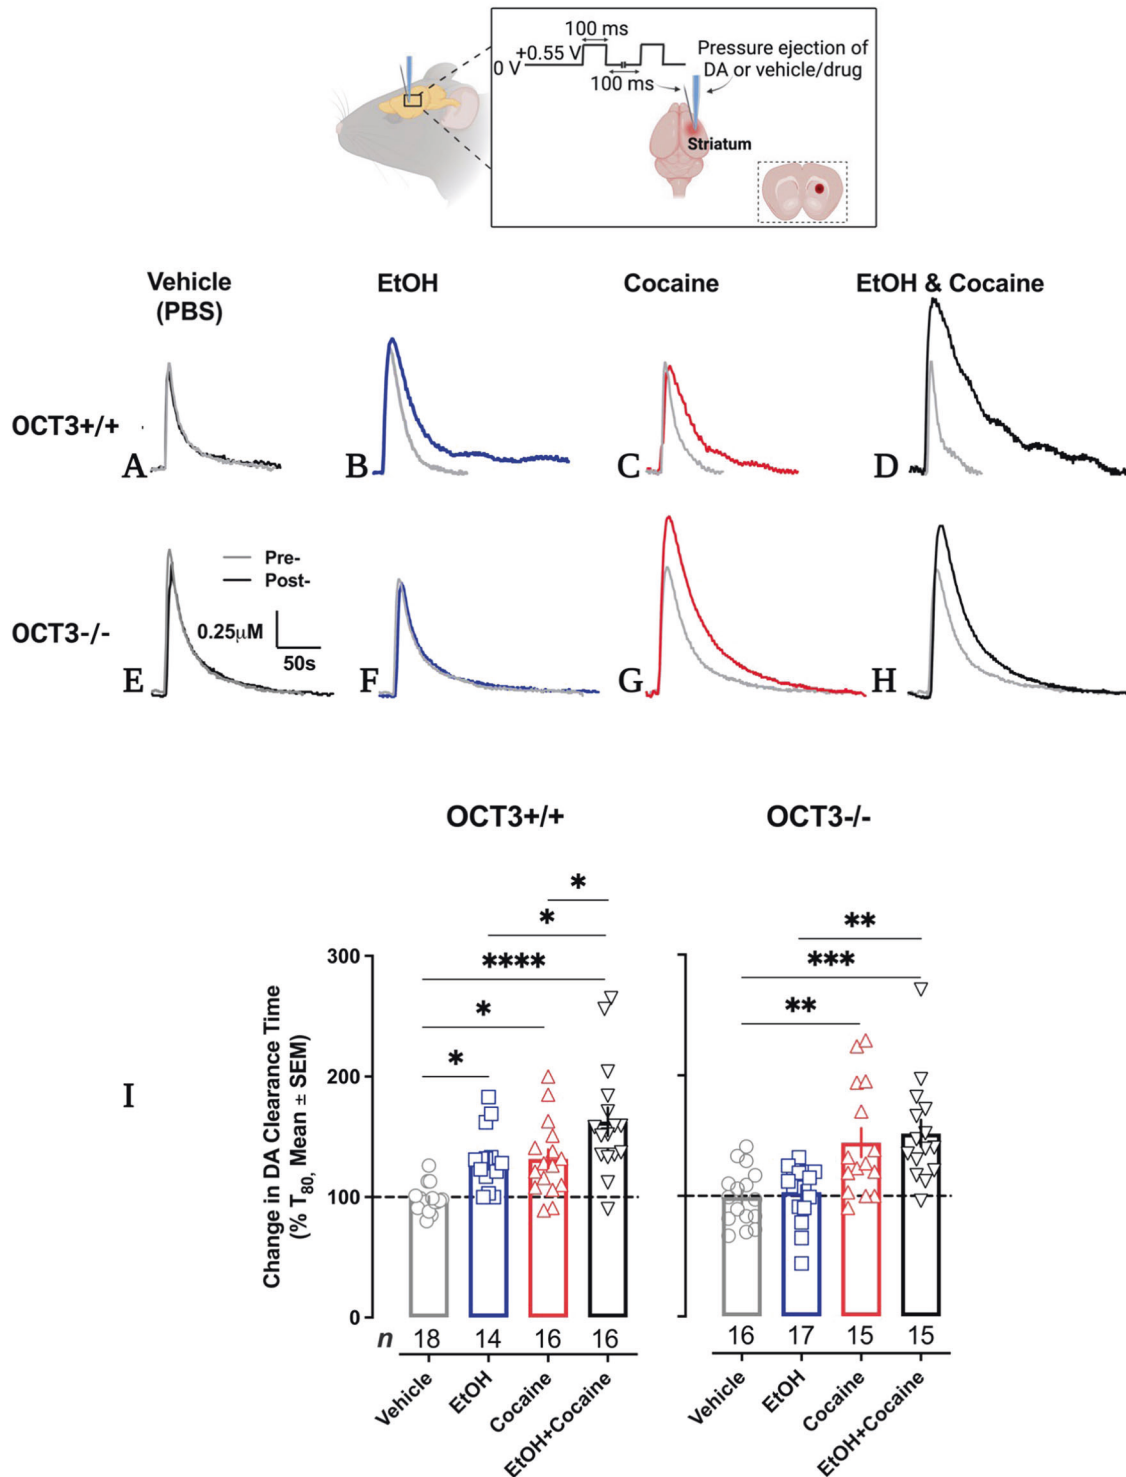 100 ms
+0.55 V
0 V
100 ms
Pressure ejection of
DA or vehicle/drug
Striatum
Vehicle
(PBS)
EtOH
Cocaine
EtOH & Cocaine
OCT3+/+
A
B
C
D
Pre-
Post-
0.25μM
50s
OCT3-/-
E
F
G
H
OCT3+/+
OCT3-/-
I
Change in DA Clearance Time
(% T80, Mean ± SEM)
300
200
100
0
*
*
****
*
*
**
***
**
n
18
14
16
16
16
17
15
15
Vehicle
EtOH
Cocaine
EtOH+Cocaine
Vehicle
EtOH
Cocaine
EtOH+Cocaine